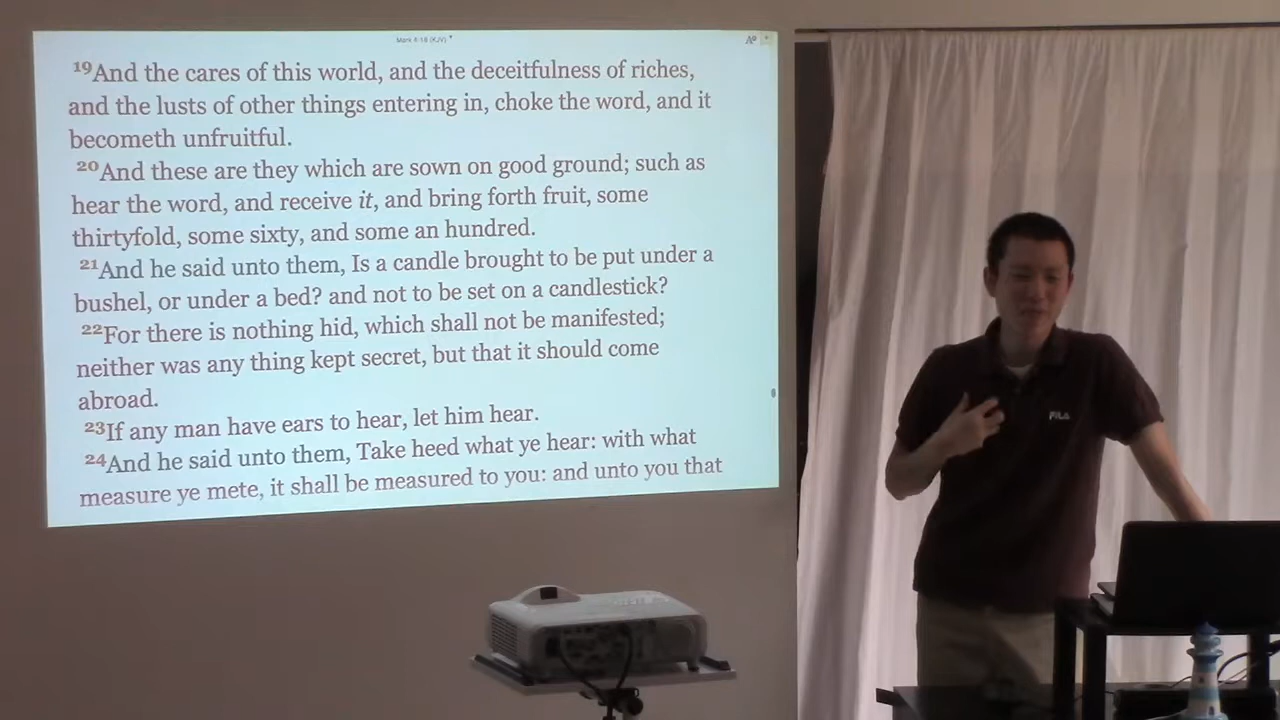 Mark 4:18 (KJV)
19And the cares of this world, and the deceitfulness of riches,
and the lusts of other things entering in, choke the word, and it
becometh unfruitful.
20And these are they which are sown on good ground; such as
hear the word, and receive it, and bring forth fruit, some
thirtyfold, some sixty, and some an hundred.
21And he said unto them, Is a candle brought to be put under a
bushel, or under a bed? and not to be set on a candlestick?
22For there is nothing hid, which shall not be manifested;
neither was any thing kept secret, but that it should come
abroad.
23If any man have ears to hear, let him hear.
24And he said unto them, Take heed what ye hear: with what
measure ye mete, it shall be measured to you: and unto you that
FILA